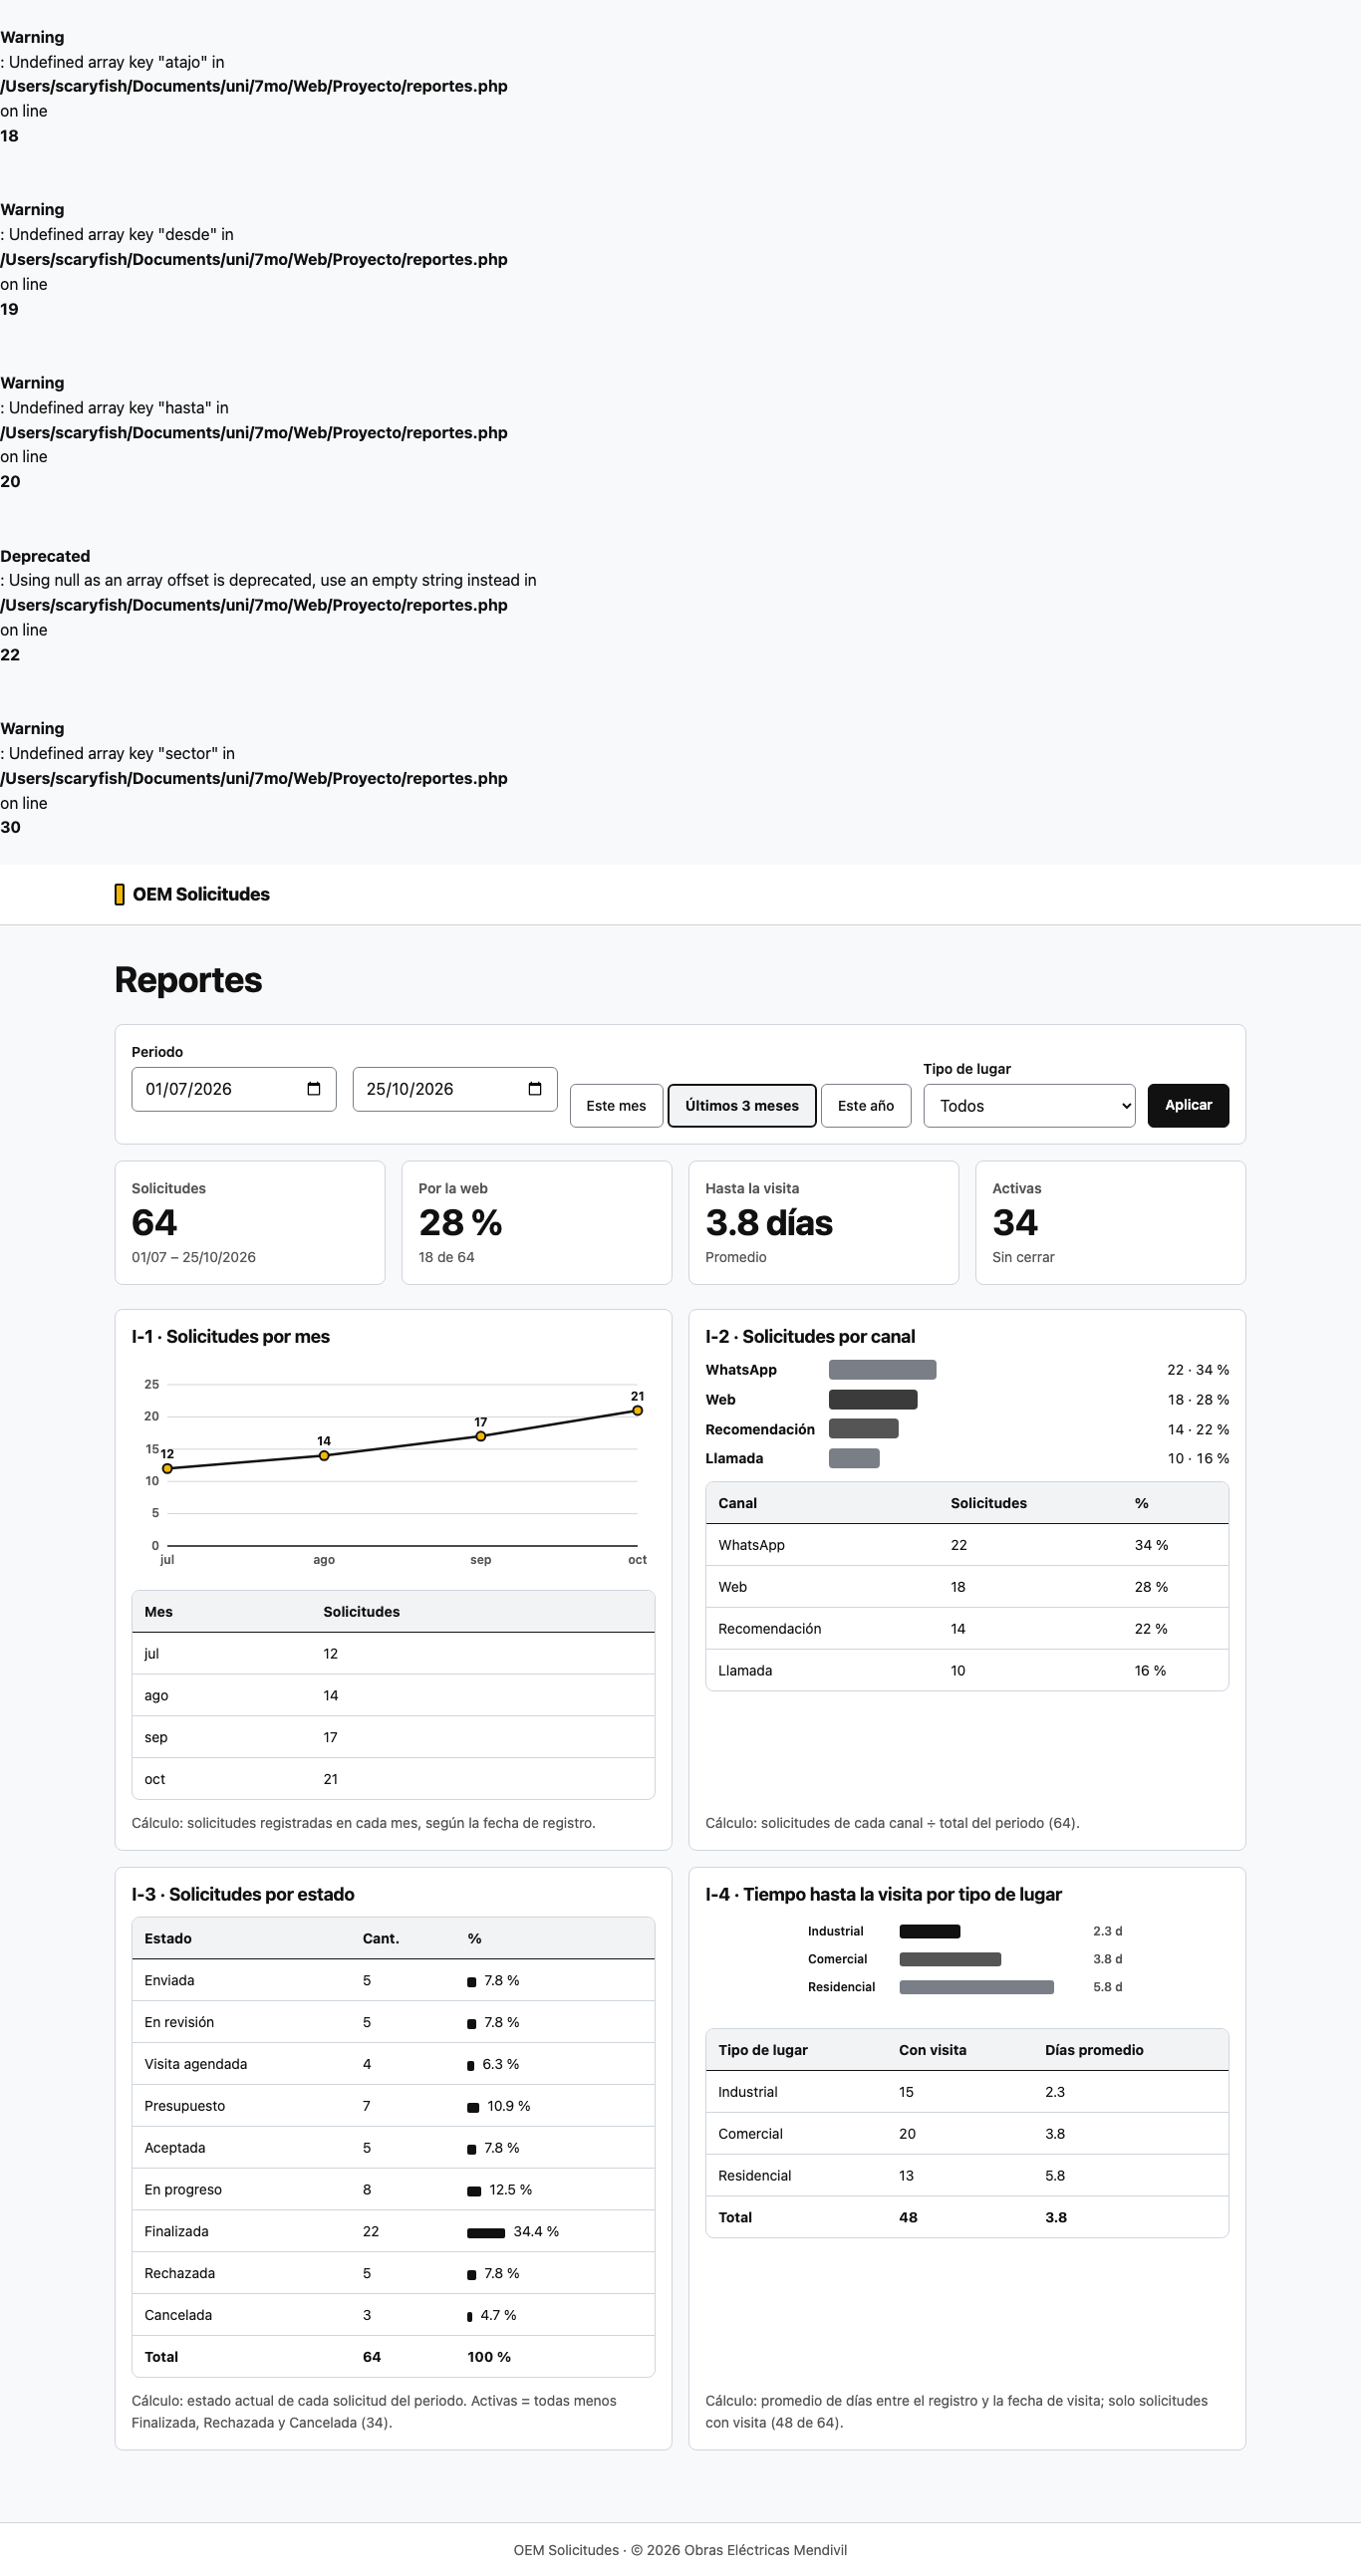 Warning
: Undefined array key "atajo" in
/Users/scaryfish/Documents/uni/7mo/Web/Proyecto/reportes.php
on line
18
Warning
: Undefined array key "desde" in
/Users/scaryfish/Documents/uni/7mo/Web/Proyecto/reportes.php
on line
19
Warning
: Undefined array key "hasta" in
/Users/scaryfish/Documents/uni/7mo/Web/Proyecto/reportes.php
on line
20
Deprecated
: Using null as an array offset is deprecated, use an empty string instead in
/Users/scaryfish/Documents/uni/7mo/Web/Proyecto/reportes.php
on line
22
Warning
: Undefined array key "sector" in
/Users/scaryfish/Documents/uni/7mo/Web/Proyecto/reportes.php
on line
30
OEM Solicitudes
Reportes
Periodo
01/07/2026 25/10/2026 Este mes Últimos 3 meses Este año
Tipo de lugar
Todos Aplicar
Solicitudes
64
01/07 – 25/10/2026
Por la web
28 %
18 de 64
Hasta la visita
3.8 días
Promedio
Activas
34
Sin cerrar
I-1 · Solicitudes por mes
25
20
15
10
5
0
12
14
17
21
jul ago sep oct
Mes Solicitudes
jul 12
ago 14
sep 17
oct 21
Cálculo: solicitudes registradas en cada mes, según la fecha de registro.
I-2 · Solicitudes por canal
WhatsApp 22 · 34 %
Web 18 · 28 %
Recomendación 14 · 22 %
Llamada 10 · 16 %
Canal Solicitudes %
WhatsApp 22 34 %
Web 18 28 %
Recomendación 14 22 %
Llamada 10 16 %
Cálculo: solicitudes de cada canal ÷ total del periodo (64).
I-3 · Solicitudes por estado
Estado Cant. %
Enviada 5 7.8 %
En revisión 5 7.8 %
Visita agendada 4 6.3 %
Presupuesto 7 10.9 %
Aceptada 5 7.8 %
En progreso 8 12.5 %
Finalizada 22 34.4 %
Rechazada 5 7.8 %
Cancelada 3 4.7 %
Total 64 100 %
Cálculo: estado actual de cada solicitud del periodo. Activas = todas menos
Finalizada, Rechazada y Cancelada (34).
I-4 · Tiempo hasta la visita por tipo de lugar
Industrial 2.3 d
Comercial 3.8 d
Residencial 5.8 d
Tipo de lugar Con visita Días promedio
Industrial 15 2.3
Comercial 20 3.8
Residencial 13 5.8
Total 48 3.8
Cálculo: promedio de días entre el registro y la fecha de visita; solo solicitudes
con visita (48 de 64).
OEM Solicitudes · © 2026 Obras Eléctricas Mendivil